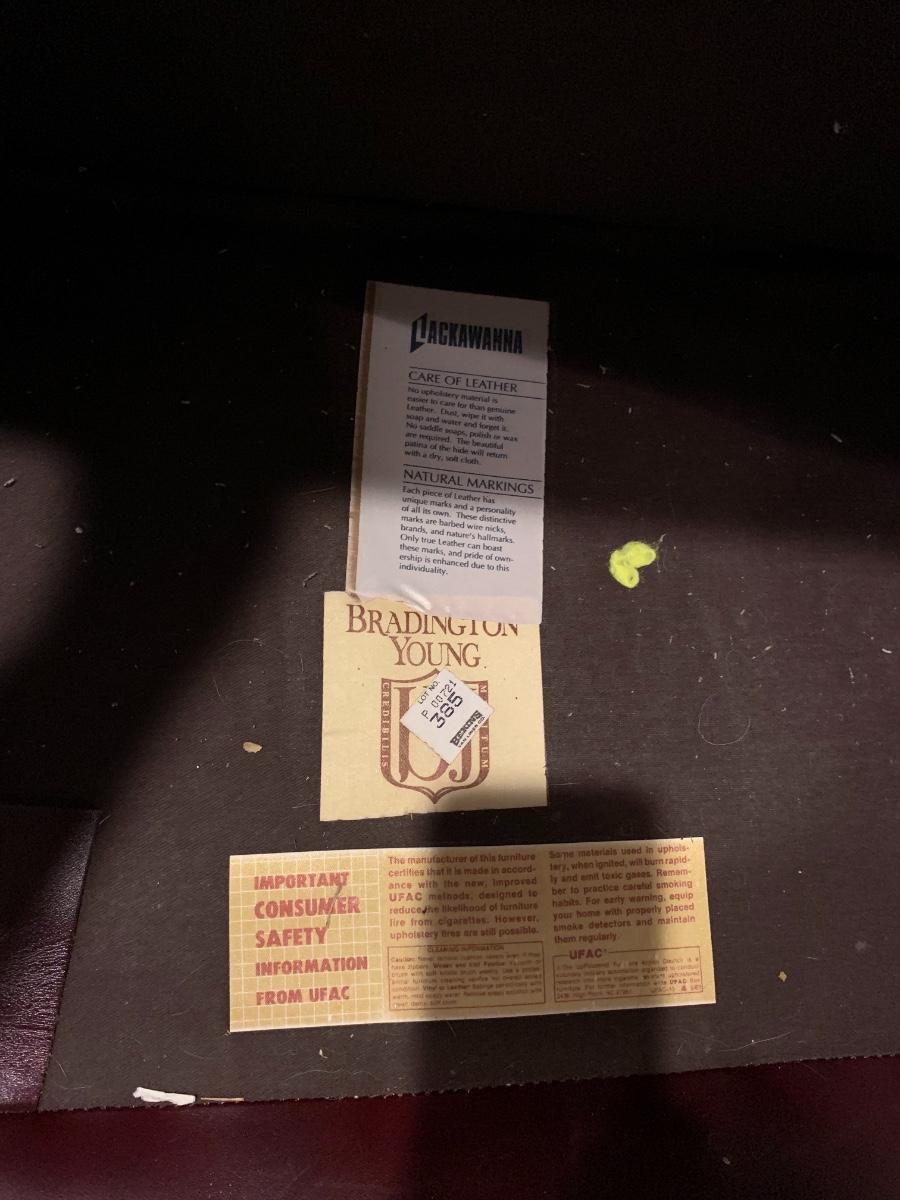 LACKAWANNA
CARE OF LEATHER
No upholstery material is
easier to care for than genuine
Leather. Dust, wipe it with
soap and water and forget it.
No saddle soaps, polish or wax
are required. The beautiful
patina of the hide will return
with a dry, soft cloth.
NATURAL MARKINGS
Each piece of Leather has
unique marks and a personality
of all its own. These distinctive
marks are barbed wire nicks,
brands, and nature's hallmarks.
Only true Leather can boast
these marks, and pride of own-
ership is enhanced due to this
individuality.
BRADINGTON
YOUNG
CREDIBILIS
LOT NO.
385
BEKINS
VAN LINES CO.
IMPORTANT
CONSUMER
SAFETY
INFORMATION
FROM UFAC
The manufacturer of this furniture
certifies that it is made in accord-
ance with the new, improved
UFAC methods, designed to
reduce the likelihood of furniture
fire from cigarettes. However,
upholstery fires are still possible.
CLEANING INFORMATION
Some materials used in uphols-
tery, when ignited, will burn rapid-
ly and emit toxic gases. Remem-
ber to practice careful smoking
habits. For early warning, equip
your home with properly placed
smoke detectors and maintain
them regularly.
UFAC